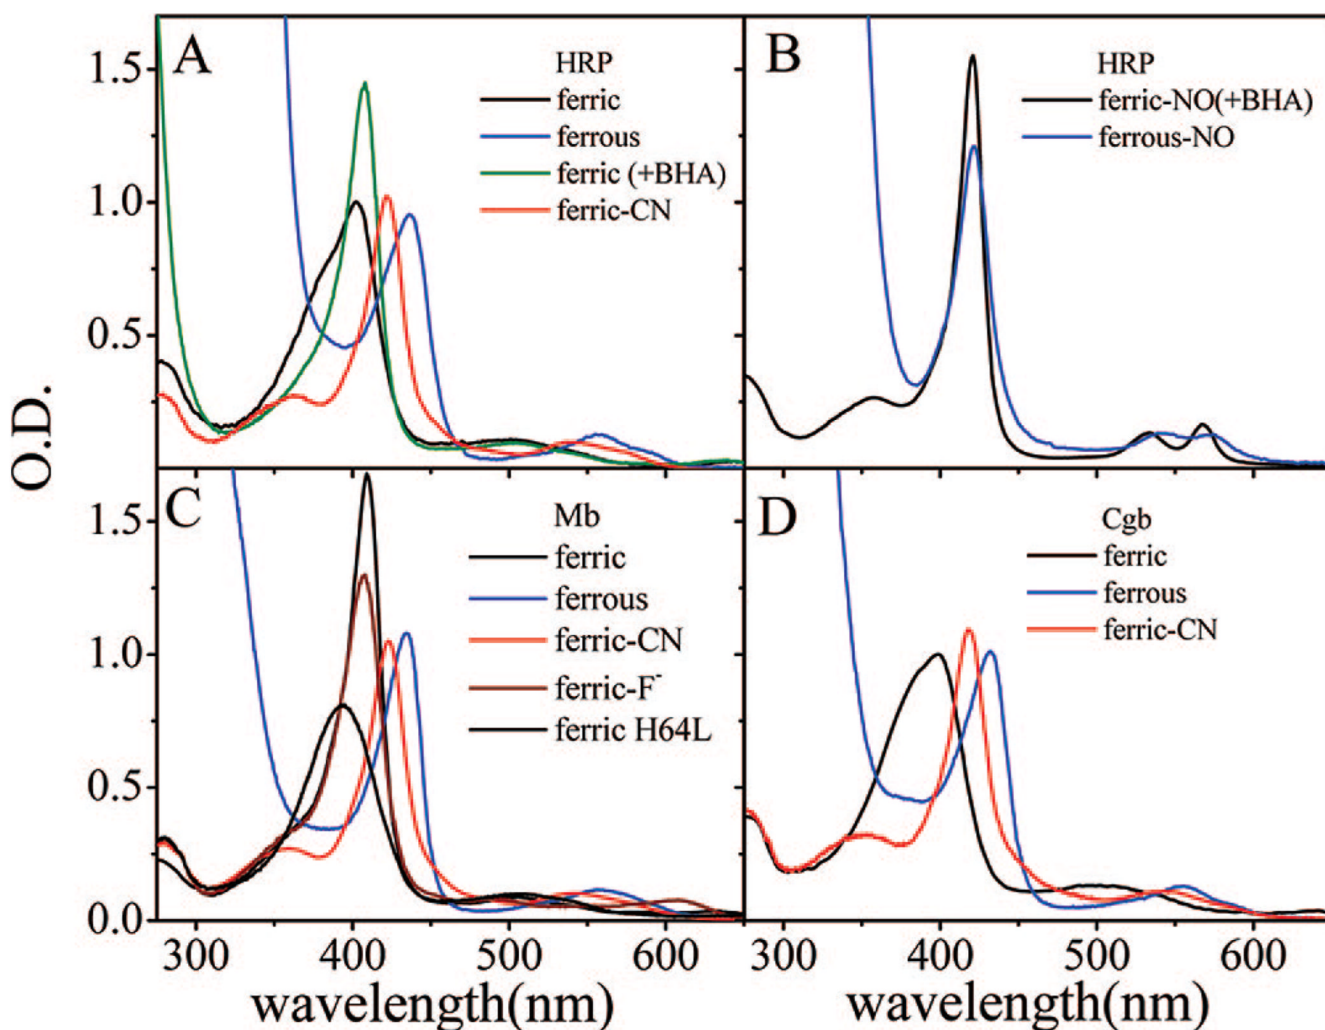 A
HRP
ferric
ferrous
ferric (+BHA)
ferric-CN
B
HRP
ferric-NO(+BHA)
ferrous-NO
1.5
1.0
0.5
O.D.
C
Mb
ferric
ferrous
ferric-CN
ferric-F⁻
ferric H64L
D
Cgb
ferric
ferrous
ferric-CN
1.5
1.0
0.5
0.0
300 400 500 600
300 400 500 600
wavelength(nm)
wavelength(nm)